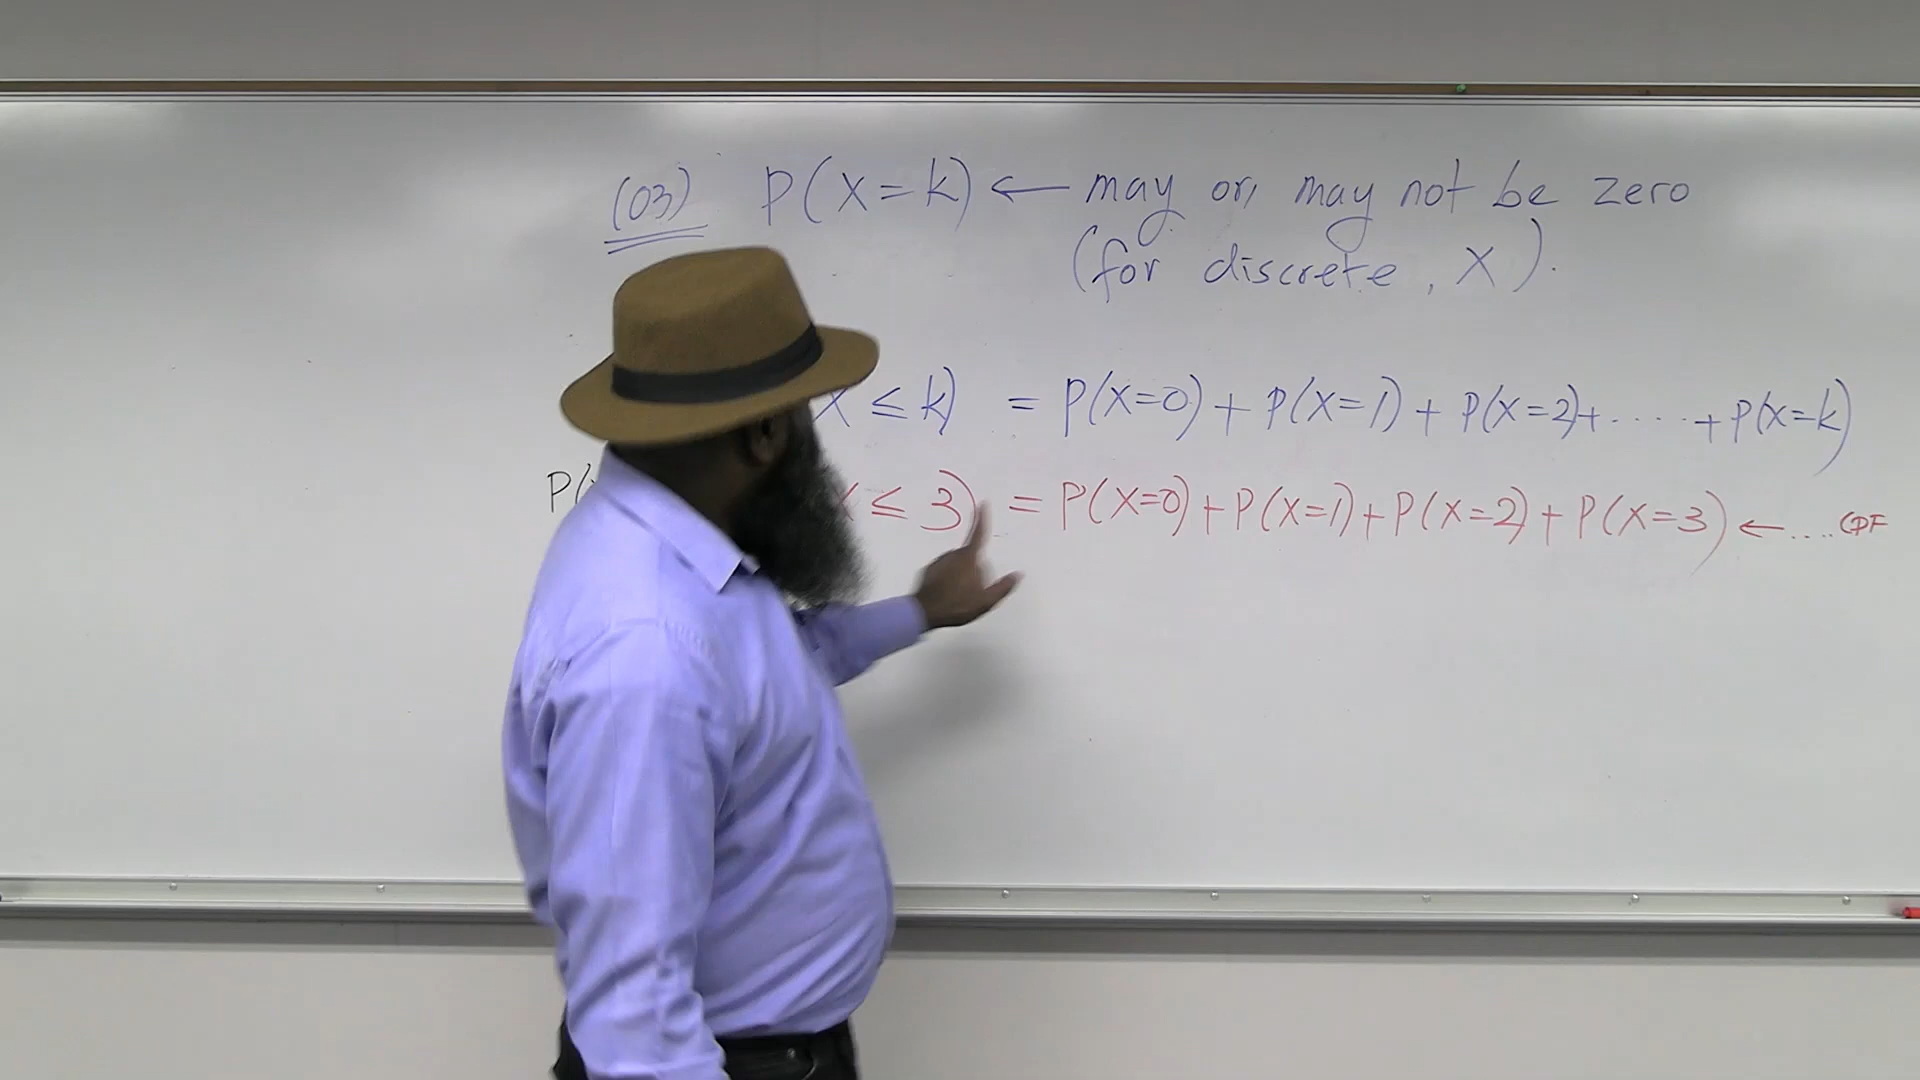 (03) P(X=k) ← may or may not be zero
(for discrete, X).
X ≤ k) = P(X=0) + P(X=1) + P(X=2) + ..... + P(X=k)
P(X X ≤ 3) = P(X=0) + P(X=1) + P(X=2) + P(X=3) ← .... CDF